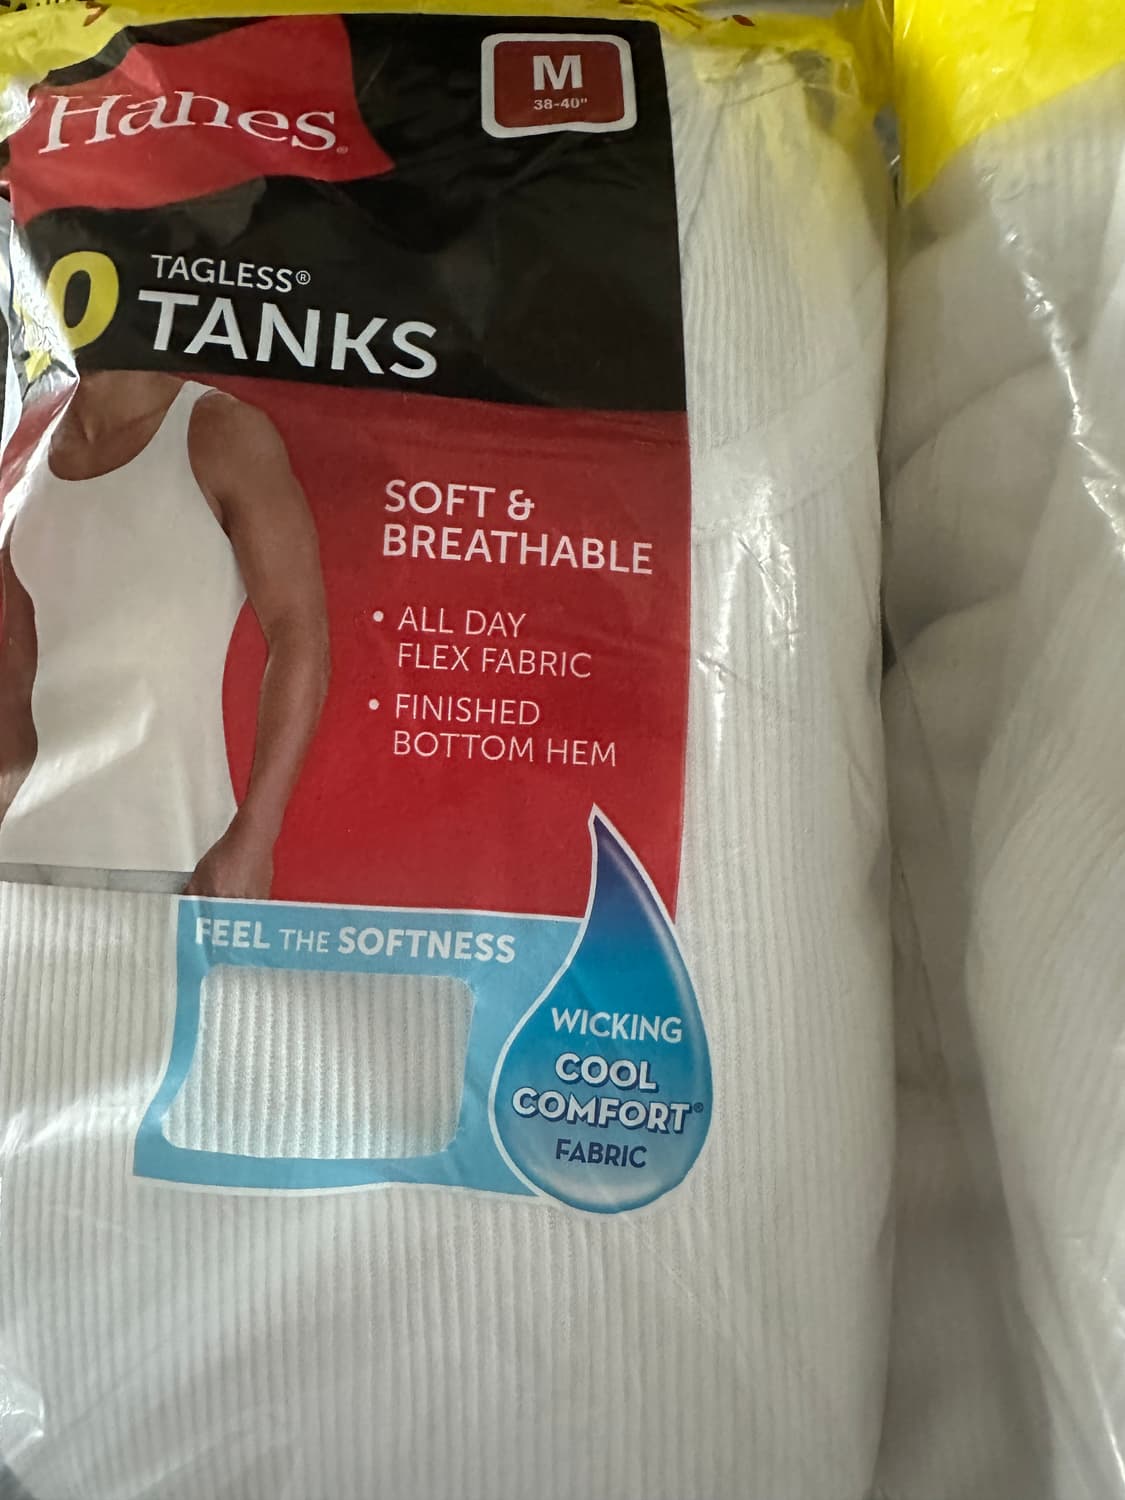 Hanes®
M
38-40"
0
TAGLESS®
TANKS
SOFT &
BREATHABLE
• ALL DAY
FLEX FABRIC
• FINISHED
BOTTOM HEM
FEEL THE SOFTNESS
WICKING
COOL
COMFORT®
FABRIC